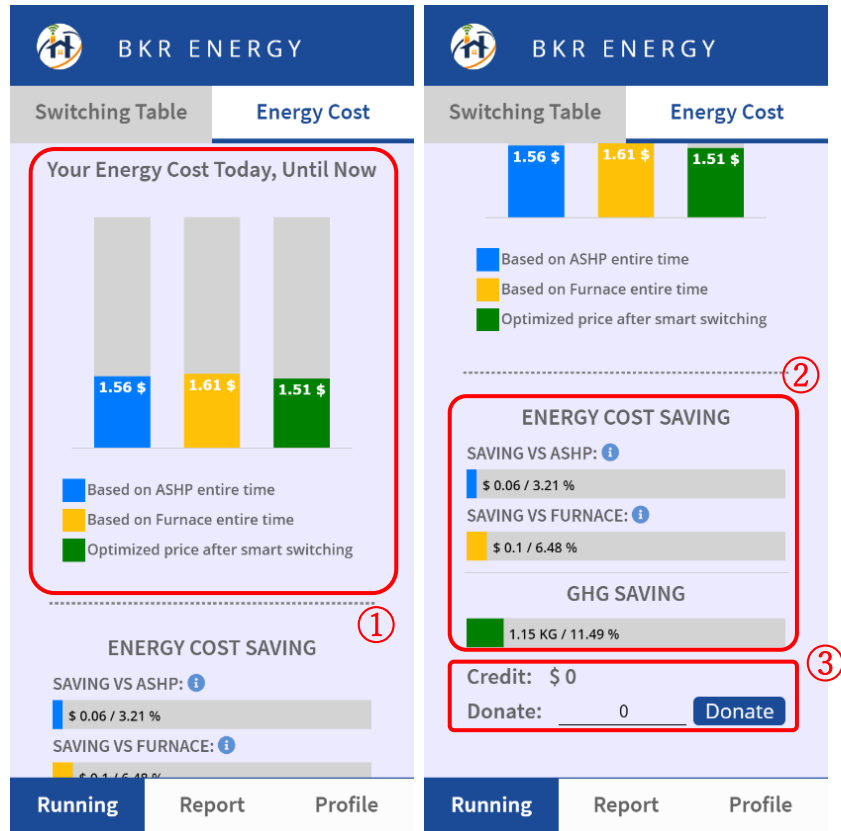 BKR ENERGY
Switching Table Energy Cost
Your Energy Cost Today, Until Now
1.56 $ 1.61 $ 1.51 $
Based on ASHP entire time
Based on Furnace entire time
Optimized price after smart switching
①
ENERGY COST SAVING
SAVING VS ASHP: i
$ 0.06 / 3.21 %
SAVING VS FURNACE: i
$ 0.1 / 6.48 %
Running Report Profile
BKR ENERGY
Switching Table Energy Cost
1.56 $ 1.61 $ 1.51 $
Based on ASHP entire time
Based on Furnace entire time
Optimized price after smart switching
②
ENERGY COST SAVING
SAVING VS ASHP: i
$ 0.06 / 3.21 %
SAVING VS FURNACE: i
$ 0.1 / 6.48 %
GHG SAVING
1.15 KG / 11.49 %
③
Credit: $ 0
Donate: 0 Donate
Running Report Profile